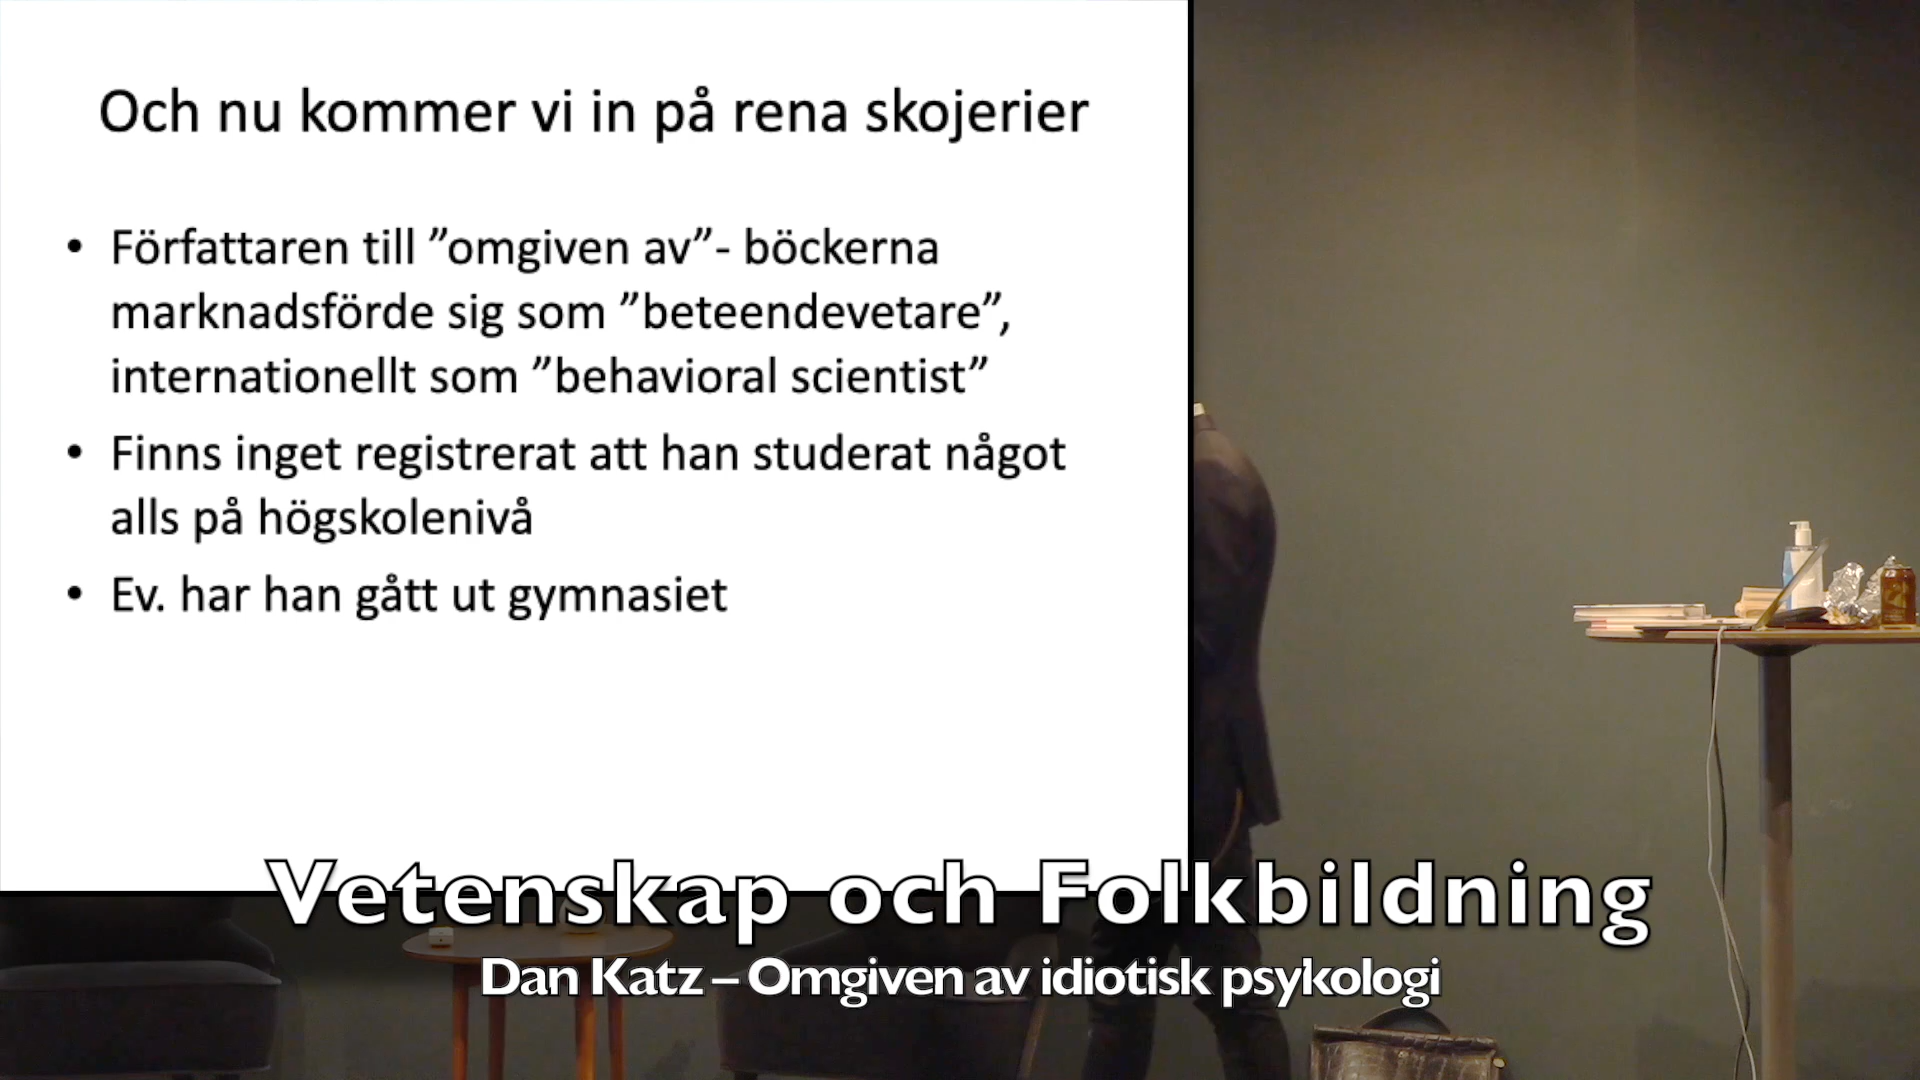 Och nu kommer vi in på rena skojerier
• Författaren till ”omgiven av”- böckerna
marknadsförde sig som ”beteendevetare”,
internationellt som ”behavioral scientist”
• Finns inget registrerat att han studerat något
alls på högskolenivå
• Ev. har han gått ut gymnasiet
Vetenskap och Folkbildning
Dan Katz – Omgiven av idiotisk psykologi